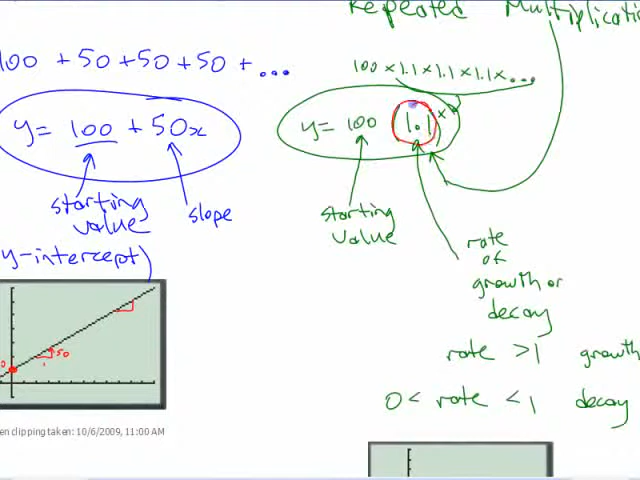 Repeated Multiplicati
100 + 50 + 50 + 50 + ...
100 × 1.1 × 1.1 × 1.1 × ...
y = 100 + 50x
y = 100 (1.1)^x
starting value
slope
(y-intercept)
starting value
rate of growth or decay
50
1
rate > 1 growth
0 < rate < 1 decay
en clipping taken: 10/6/2009, 11:00 AM